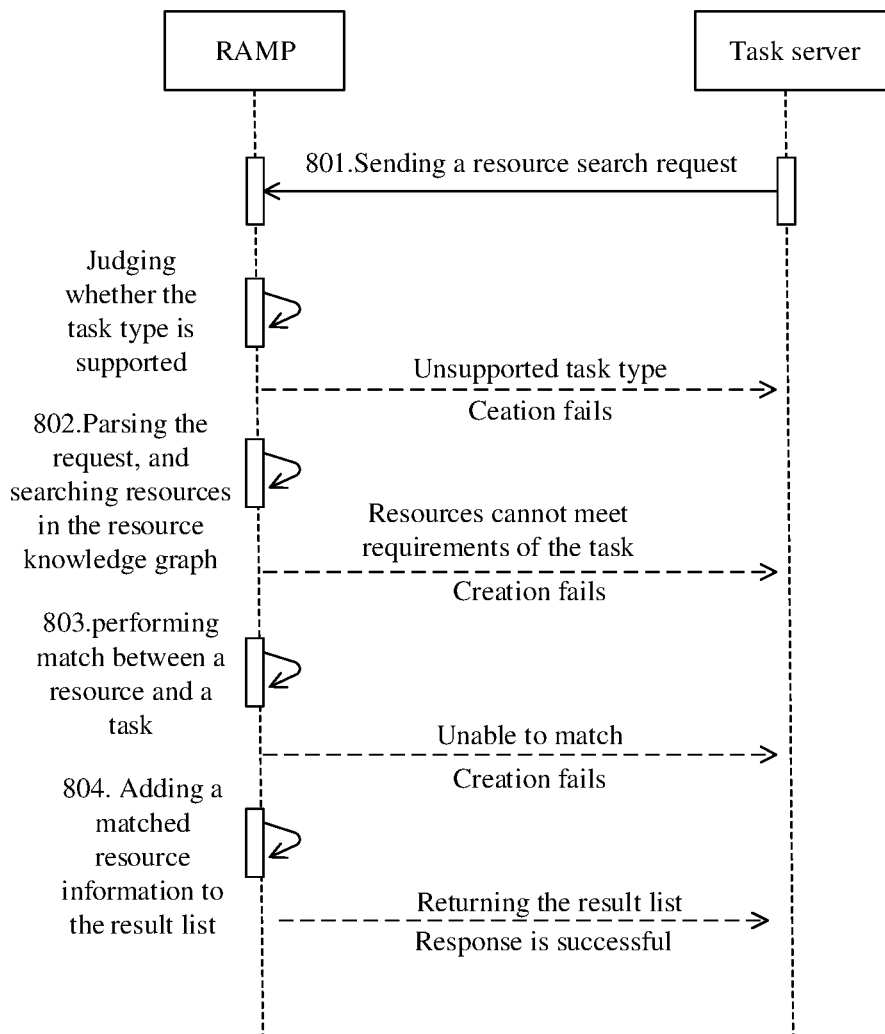 RAMP
Task server
801.Sending a resource search request
Judging
whether the
task type is
supported
Unsupported task type
Ceation fails
802.Parsing the
request, and
searching resources
in the resource
knowledge graph
Resources cannot meet
requirements of the task
Creation fails
803.performing
match between a
resource and a
task
Unable to match
Creation fails
804. Adding a
matched
resource
information to
the result list
Returning the result list
Response is successful